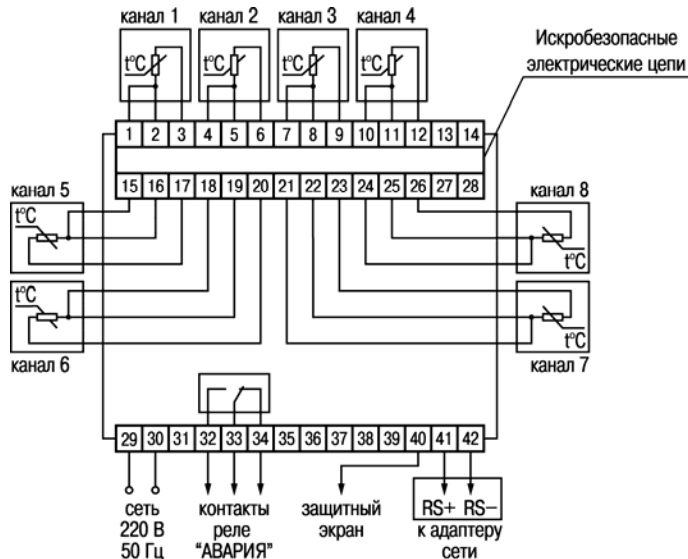 канал 1 канал 2 канал 3 канал 4
t°C t°C t°C t°C
Искробезопасные
электрические цепи
1 2 3 4 5 6 7 8 9 10 11 12 13 14
15 16 17 18 19 20 21 22 23 24 25 26 27 28
канал 5
t°C
канал 8
t°C
t°C
канал 6
t°C
канал 7
29 30 31 32 33 34 35 36 37 38 39 40 41 42
сеть
220 В
50 Гц
контакты
реле
“АВАРИЯ”
защитный
экран
RS+ RS−
к адаптеру
сети